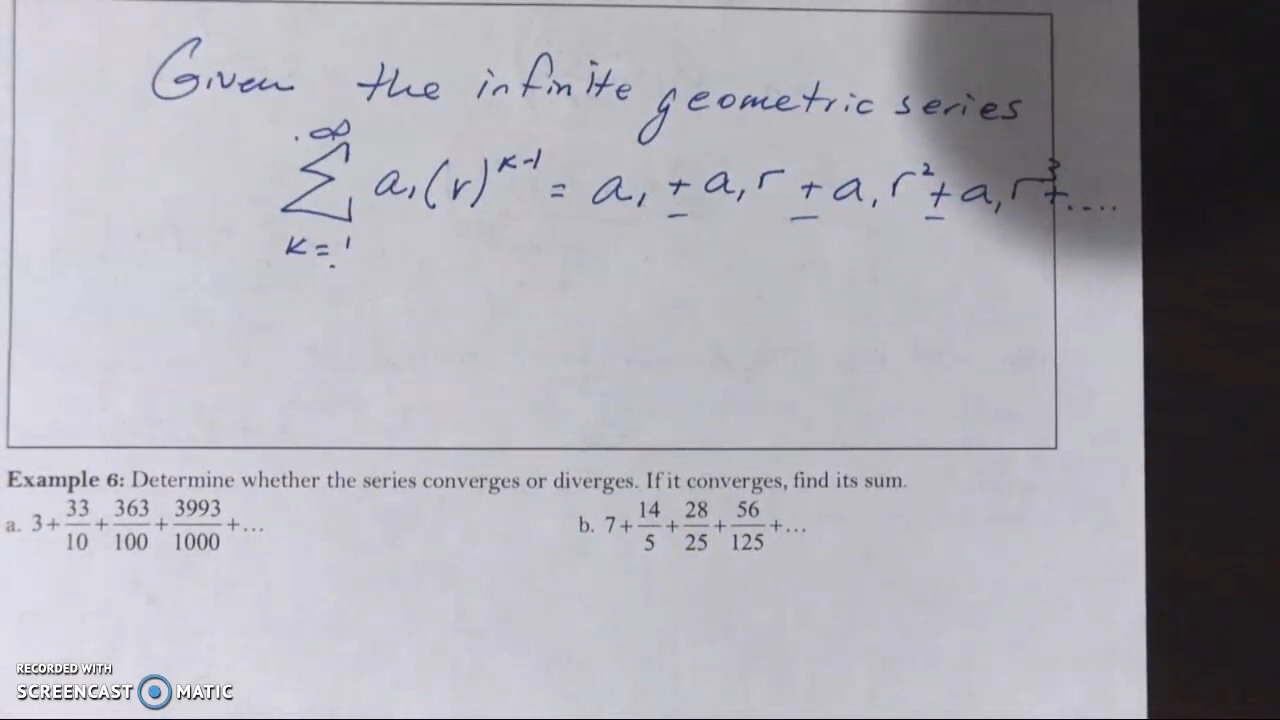 Given the infinite geometric series
∞
Σ a₁(r)ᵏ⁻¹ = a₁ + a₁r + a₁r² + a₁r³ + ....
k=1
Example 6: Determine whether the series converges or diverges. If it converges, find its sum.
a. 3 + 33/10 + 363/100 + 3993/1000 + … b. 7 + 14/5 + 28/25 + 56/125 + …
RECORDED WITH
SCREENCAST MATIC